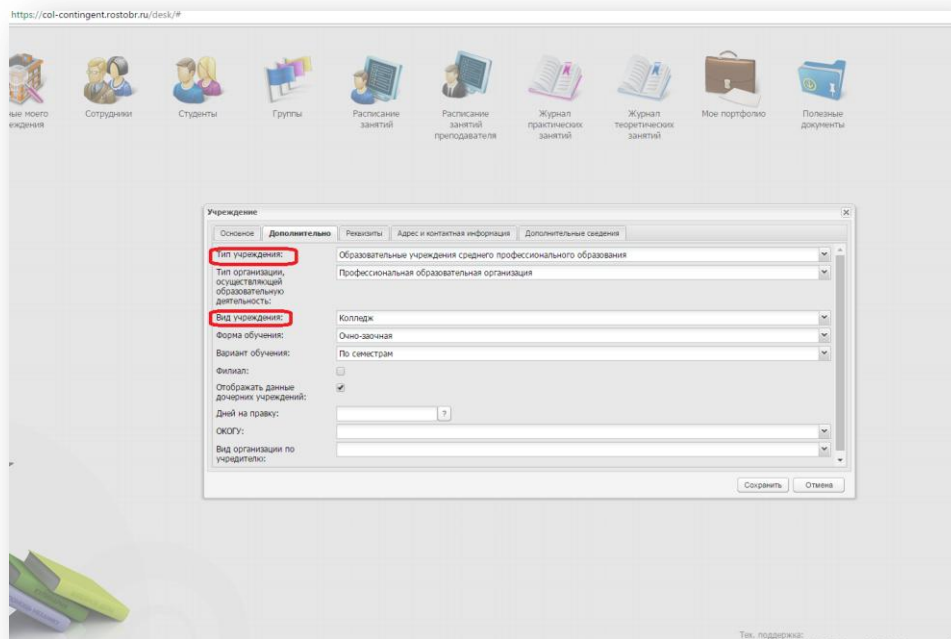 https://col-contingent.rostobr.ru/desk/#
Сотрудники
Студенты
Группы
Расписание
занятий
Расписание
занятий
преподавателя
Журнал
практических
занятий
Журнал
теоретических
занятий
Мое портфолио
Полезные
документы
ные моего
еждения
Учреждение
Основное
Дополнительно
Реквизиты
Адрес и контактная информация
Дополнительные сведения
Тип учреждения:
Образовательные учреждения среднего профессионального образования
Тип организации,
осуществляющей
образовательную
деятельность:
Профессиональная образовательная организация
Вид учреждения:
Колледж
Форма обучения:
Очно-заочная
Вариант обучения:
По семестрам
Филиал:
Отображать данные
дочерних учреждений:
Дней на правку:
?
ОКОГУ:
Вид организации по
учредителю:
Сохранить
Отмена
Тех. поддержка: